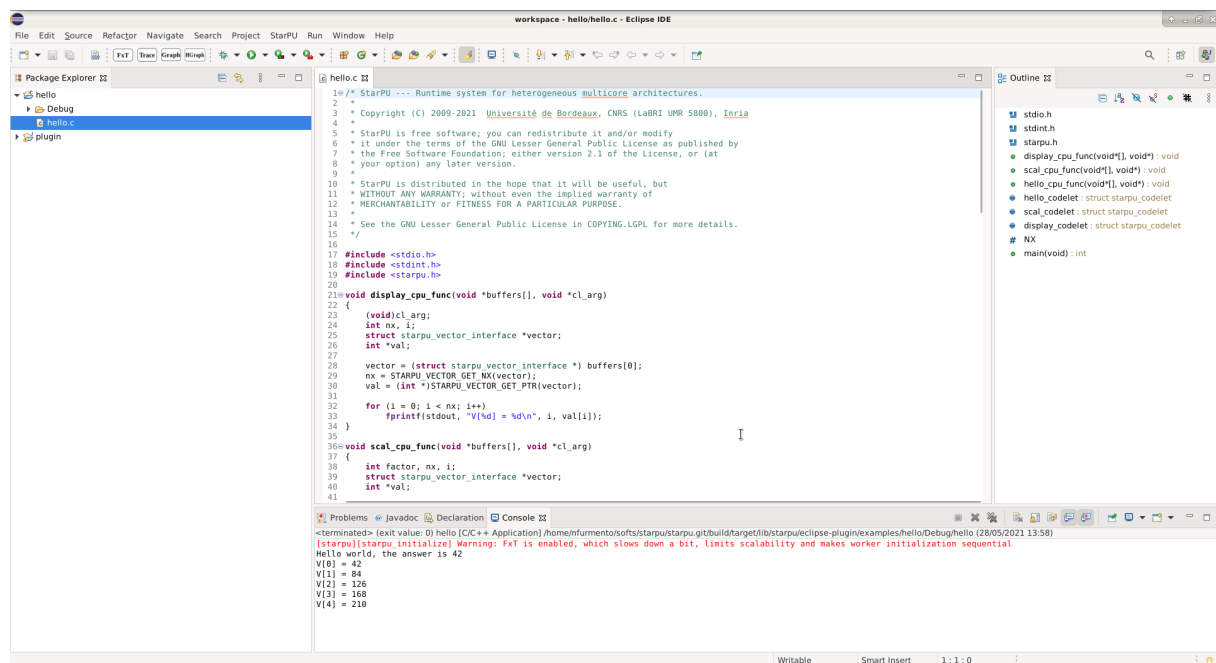 workspace - hello/hello.c - Eclipse IDE
File Edit Source Refactor Navigate Search Project StarPU Run Window Help
FxT Trace Graph HGraph
Package Explorer
hello
Debug
hello.c
plugin
hello.c
1 /* StarPU --- Runtime system for heterogeneous multicore architectures.
2 *
3 * Copyright (C) 2009-2021 Université de Bordeaux, CNRS (LaBRI UMR 5800), Inria
4 *
5 * StarPU is free software; you can redistribute it and/or modify
6 * it under the terms of the GNU Lesser General Public License as published by
7 * the Free Software Foundation; either version 2.1 of the License, or (at
8 * your option) any later version.
9 *
10 * StarPU is distributed in the hope that it will be useful, but
11 * WITHOUT ANY WARRANTY; without even the implied warranty of
12 * MERCHANTABILITY or FITNESS FOR A PARTICULAR PURPOSE.
13 *
14 * See the GNU Lesser General Public License in COPYING.LGPL for more details.
15 */
16
17 #include <stdio.h>
18 #include <stdint.h>
19 #include <starpu.h>
20
21 void display_cpu_func(void *buffers[], void *cl_arg)
22 {
23 (void)cl_arg;
24 int nx, i;
25 struct starpu_vector_interface *vector;
26 int *val;
27
28 vector = (struct starpu_vector_interface *) buffers[0];
29 nx = STARPU_VECTOR_GET_NX(vector);
30 val = (int *)STARPU_VECTOR_GET_PTR(vector);
31
32 for (i = 0; i < nx; i++)
33 fprintf(stdout, "V[%d] = %d\n", i, val[i]);
34 }
35
36 void scal_cpu_func(void *buffers[], void *cl_arg)
37 {
38 int factor, nx, i;
39 struct starpu_vector_interface *vector;
40 int *val;
41
Outline
stdio.h
stdint.h
starpu.h
display_cpu_func(void*[], void*) : void
scal_cpu_func(void*[], void*) : void
hello_cpu_func(void*[], void*) : void
hello_codelet : struct starpu_codelet
scal_codelet : struct starpu_codelet
display_codelet : struct starpu_codelet
# NX
main(void) : int
Problems Javadoc Declaration Console
<terminated> (exit value: 0) hello [C/C++ Application] /home/nfurmento/softs/starpu/starpu.git/build/target/lib/starpu/eclipse-plugin/examples/hello/Debug/hello (28/05/2021 13:58)
[starpu][starpu_initialize] Warning: FxT is enabled, which slows down a bit, limits scalability and makes worker initialization sequential
Hello world, the answer is 42
V[0] = 42
V[1] = 84
V[2] = 126
V[3] = 168
V[4] = 210
Writable Smart Insert 1 : 1 : 0